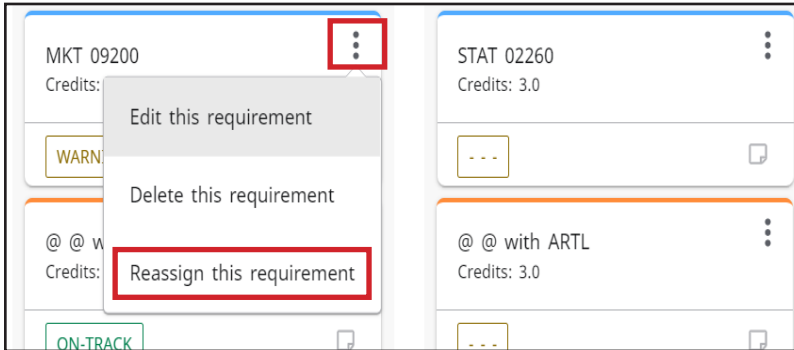 MKT 09200
Credits:
Edit this requirement
WARN
Delete this requirement
@ @ w
Credits:
Reassign this requirement
ON-TRACK
STAT 02260
Credits: 3.0
- - -
@ @ with ARTL
Credits: 3.0
- - -